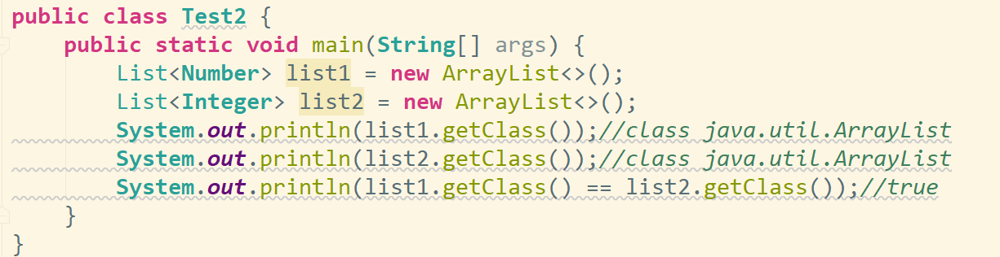 public class Test2 {
    public static void main(String[] args) {
        List<Number> list1 = new ArrayList<>();
        List<Integer> list2 = new ArrayList<>();
        System.out.println(list1.getClass());//class java.util.ArrayList
        System.out.println(list2.getClass());//class java.util.ArrayList
        System.out.println(list1.getClass() == list2.getClass());//true
    }
}